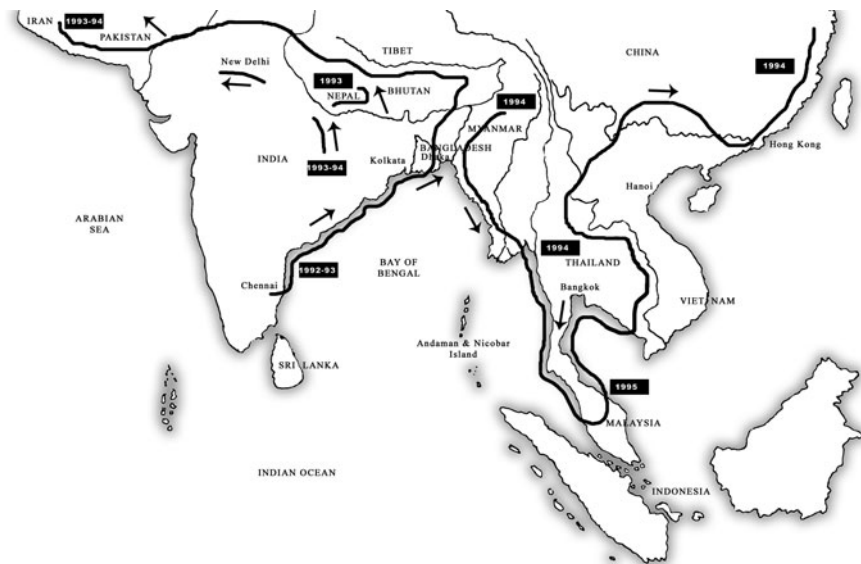 IRAN
1993-94
PAKISTAN
New Delhi
TIBET
CHINA
1993
NEPAL
BHUTAN
1994
1994
MYANMAR
BANGLADESH
Dhaka
INDIA
Kolkata
1993-94
Hong Kong
Hanoi
ARABIAN
SEA
1992-93
BAY OF
BENGAL
1994
THAILAND
Bangkok
Chennai
VIETNAM
Andaman & Nicobar
Island
SRI LANKA
1995
MALAYSIA
INDIAN OCEAN
INDONESIA